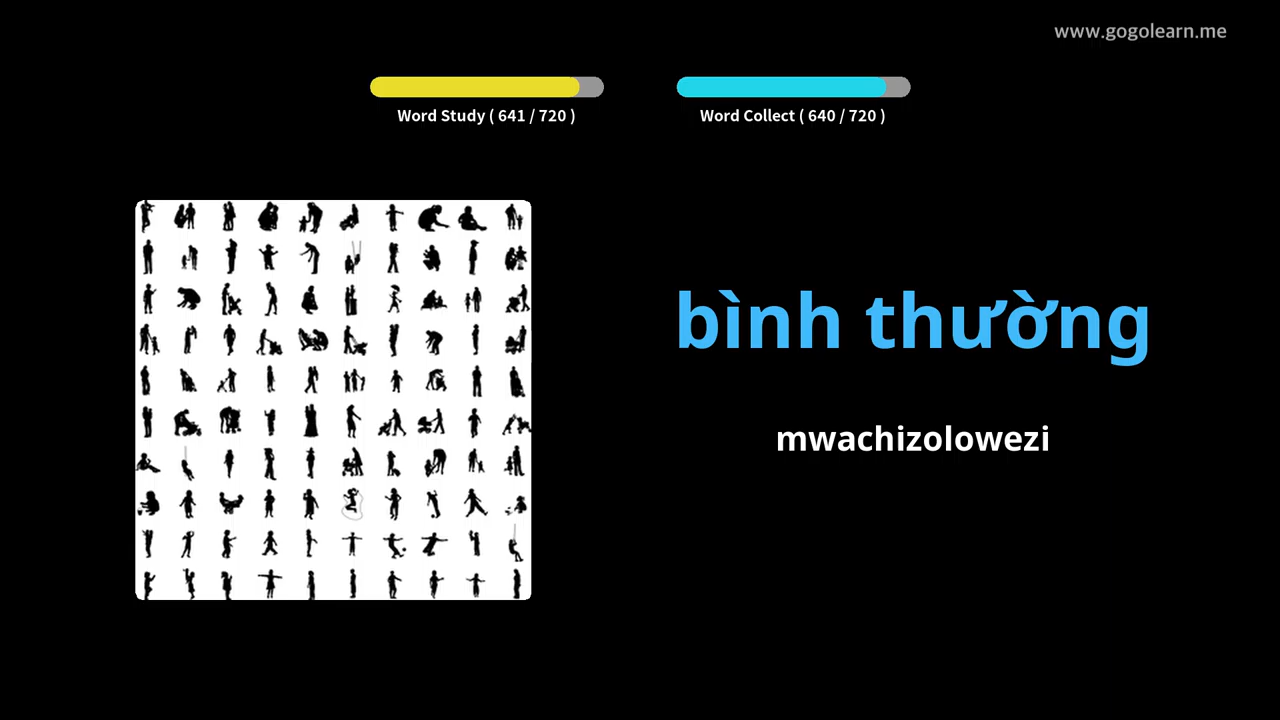 www.gogolearn.me
Word Study ( 641 / 720 )
Word Collect ( 640 / 720 )
bình thường
mwachizolowezi